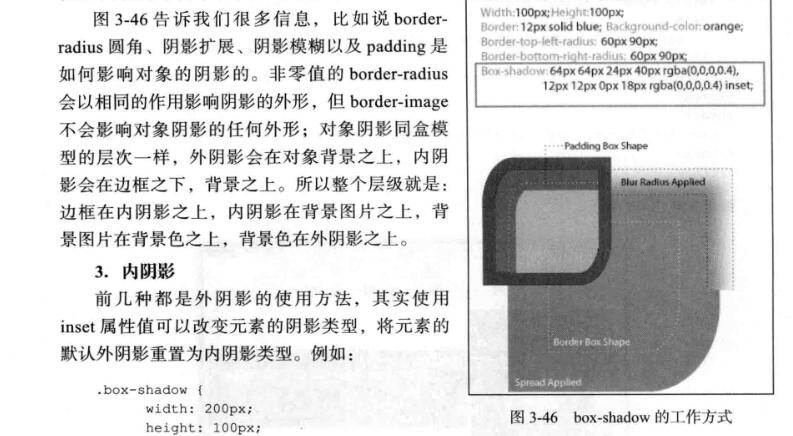 图 3-46 告诉我们很多信息，比如说 border-
radius 圆角、阴影扩展、阴影模糊以及 padding 是
如何影响对象的阴影的。非零值的 border-radius
会以相同的作用影响阴影的外形，但 border-image
不会影响对象阴影的任何外形；对象阴影同盒模
型的层次一样，外阴影会在对象背景之上，内阴
影会在边框之下，背景之上。所以整个层级就是：
边框在内阴影之上，内阴影在背景图片之上，背
景图片在背景色之上，背景色在外阴影之上。
3. 内阴影
前几种都是外阴影的使用方法，其实使用
inset 属性值可以改变元素的阴影类型，将元素的
默认外阴影重置为内阴影类型。例如：
.box-shadow {
width: 200px;
height: 100px;
Width:100px;Height:100px;
Border: 12px solid blue; Background-color: orange;
Border-top-left-radius: 60px 90px;
Border-bottom-right-radius: 60px 90px;
Box-shadow: 64px 64px 24px 40px rgba(0,0,0,0.4),
12px 12px 0px 18px rgba(0,0,0,0.4) inset;
Padding Box Shape
Blur Radius Applied
Border Box Shape
Spread Applied
图 3-46 box-shadow 的工作方式